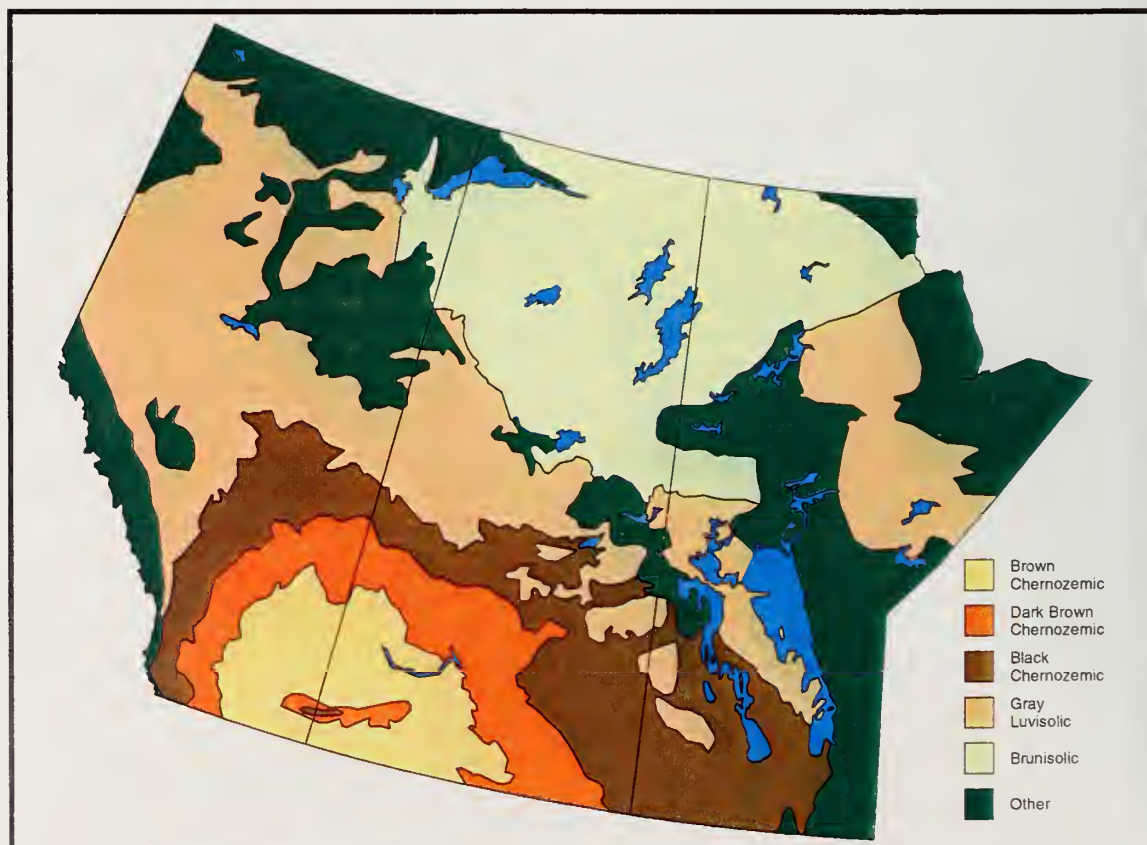 Brown
Chernozemic
Dark Brown
Chernozemic
Black
Chernozemic
Gray
Luvisolic
Brunisolic
Other